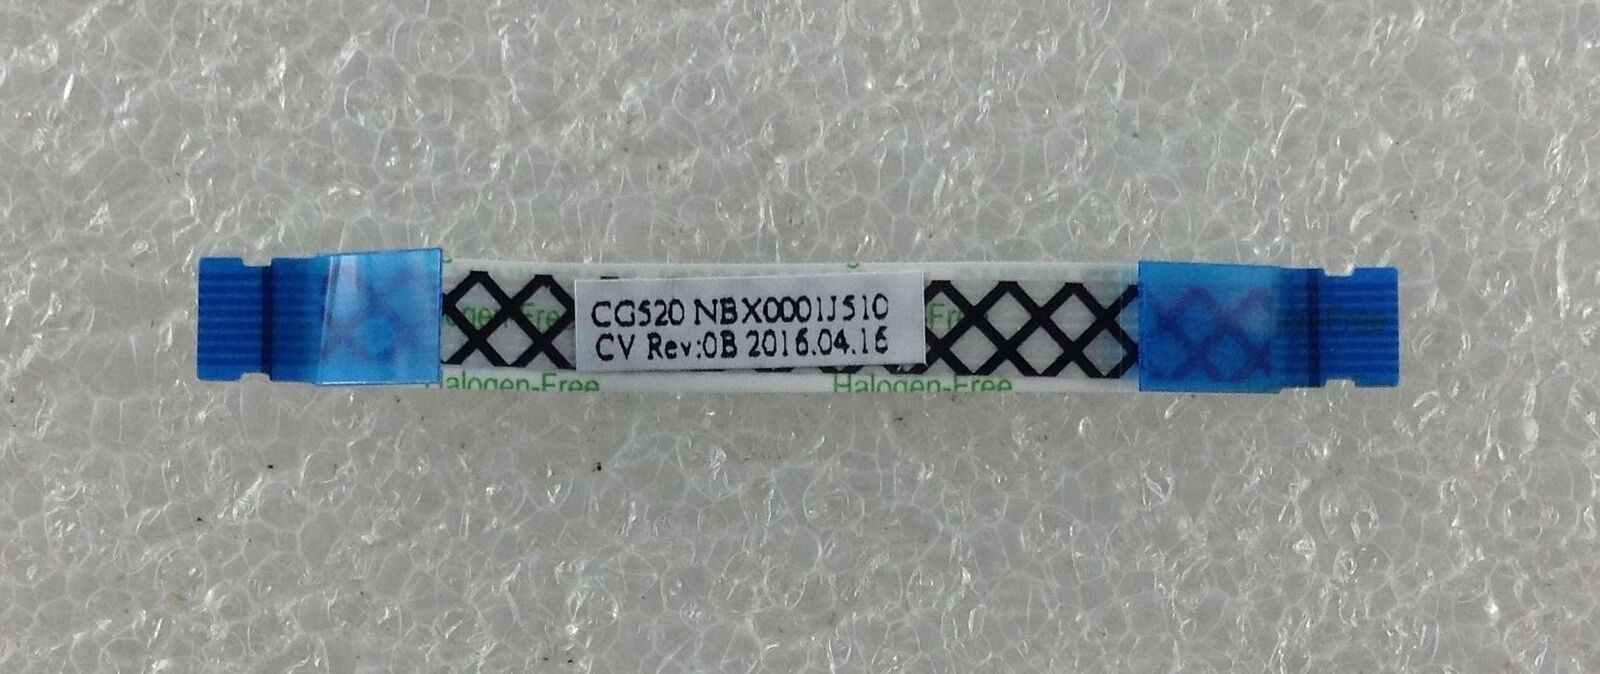 CG520 NBX0001J510
CV Rev:0B 2016.04.16
Halogen-Free
Halogen-Free